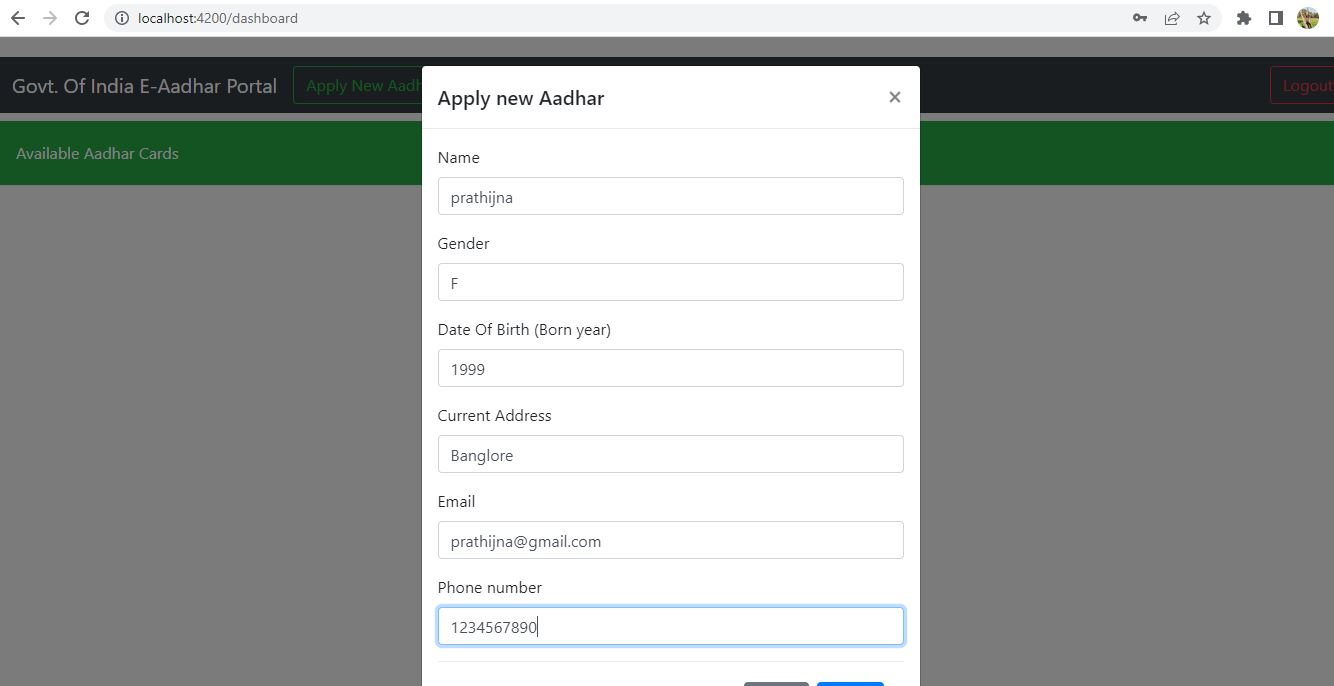 localhost:4200/dashboard
Govt. Of India E-Aadhar Portal
Apply New Aadh
Logout
Apply new Aadhar
×
Available Aadhar Cards
Name
prathijna
Gender
F
Date Of Birth (Born year)
1999
Current Address
Banglore
Email
prathijna@gmail.com
Phone number
1234567890